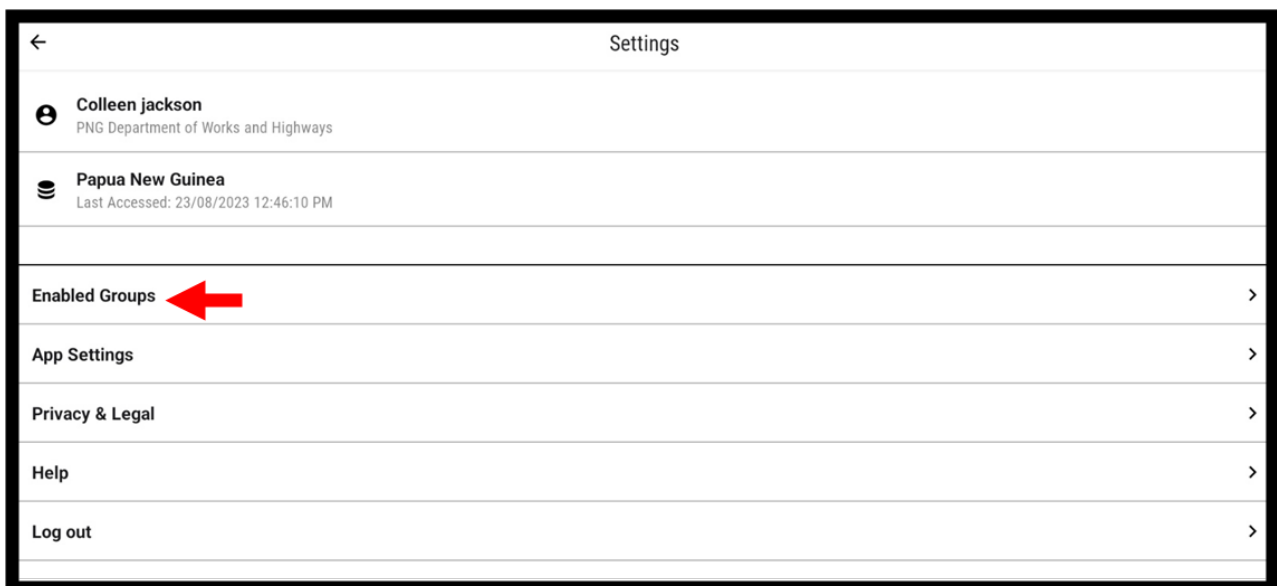 Settings
Colleen jackson
PNG Department of Works and Highways
Papua New Guinea
Last Accessed: 23/08/2023 12:46:10 PM
Enabled Groups
App Settings
Privacy & Legal
Help
Log out